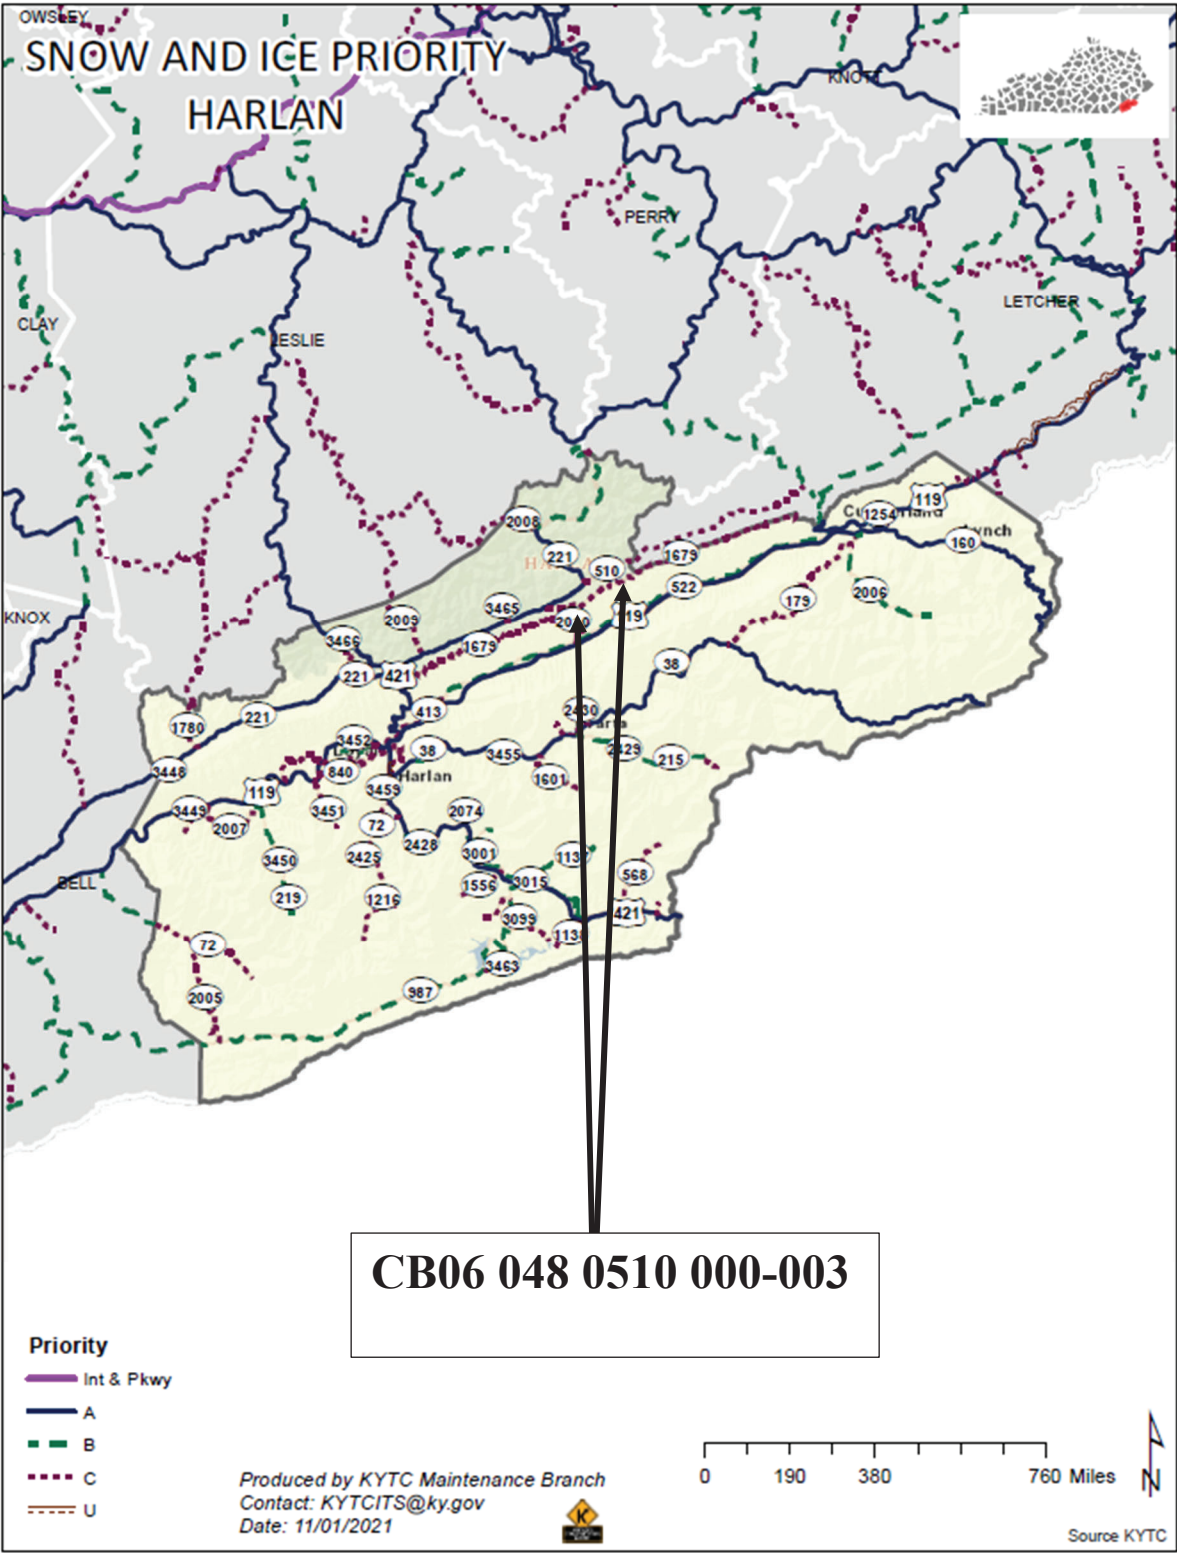 OWSLEY
SNOW AND ICE PRIORITY
HARLAN
KNOTT
PERRY
LETCHER
CLAY
LESLIE
119
1254
Lynch
160
2008
221
510
1679
522
179
2006
KNOX
2009
3465
3466
1679
221
421
38
1780
221
413
2430
3452
38
3455
2429
215
3448
840
Harlan
1601
119
3459
3449
2007
3451
72
2074
2428
3450
2425
3001
568
BELL
219
1216
1556
3015
3099
421
1138
72
3463
2005
987
CB06 048 0510 000-003
Priority
Int & Pkwy
A
B
C
U
Produced by KYTC Maintenance Branch
Contact: KYTCITS@ky.gov
Date: 11/01/2021
K
0 190 380 760 Miles
N
Source KYTC